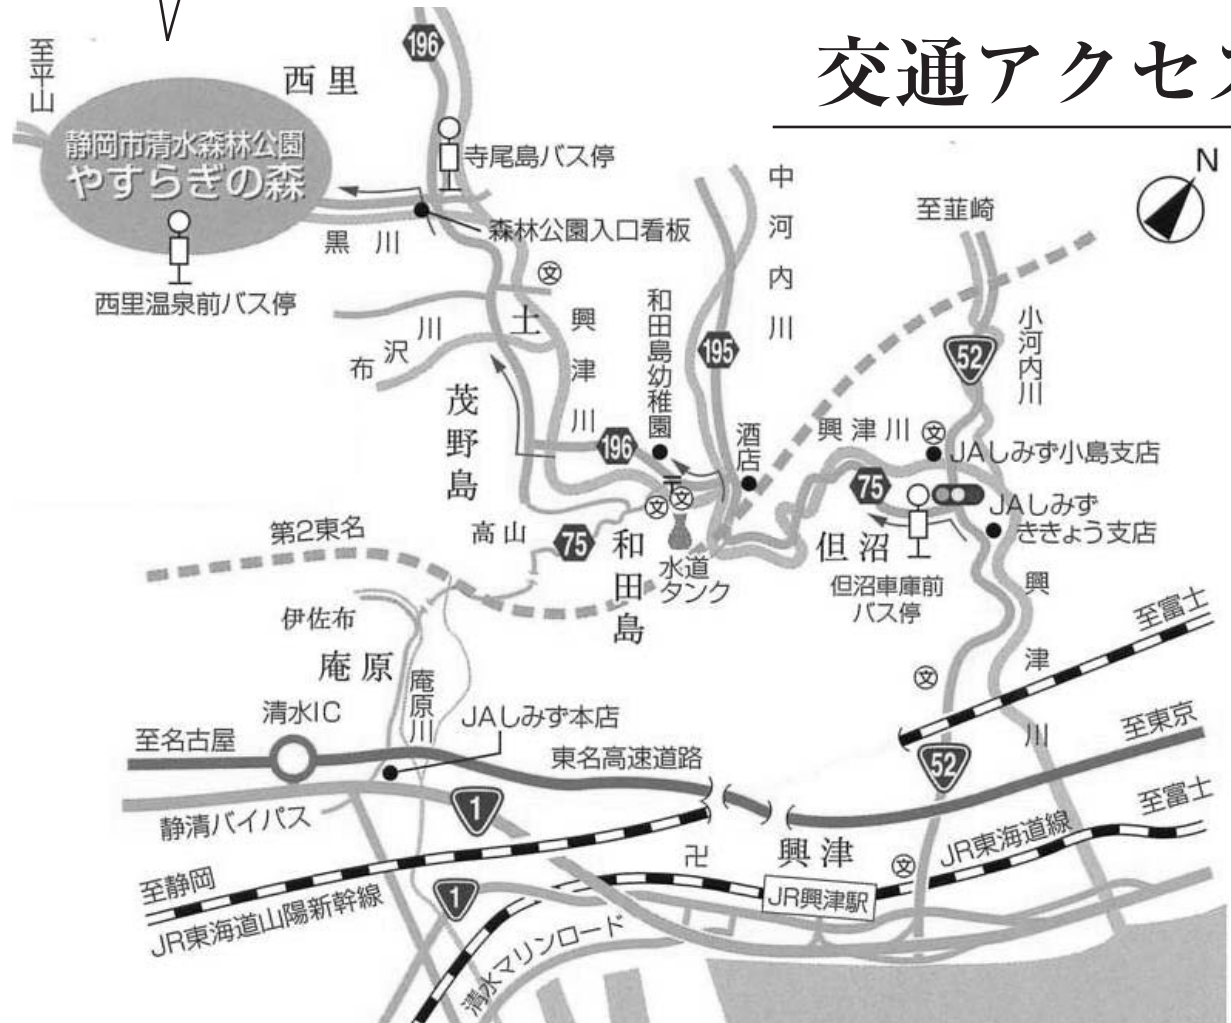 交通アクセス
至平山
西里
196
静岡市清水森林公園
やすらぎの森
寺尾島バス停
森林公園入口看板
黒川
西里温泉前バス停
文
中河内川
N
至韮崎
布沢川
土
興津川
和田島幼稚園
195
52
小河内川
茂野島
196
酒店
興津川
文
JAしみず小島支店
75
JAしみず
ききょう支店
〒
文
文
高山
75
和田島
水道
タンク
但沼
但沼車庫前
バス停
第2東名
伊佐布
庵原
庵原川
興津川
至富士
文
清水IC
JAしみず本店
至名古屋
東名高速道路
52
至東京
静清バイパス
1
至富士
卍
興津
文
JR東海道線
至静岡
1
JR興津駅
JR東海道山陽新幹線
清水マリンロード